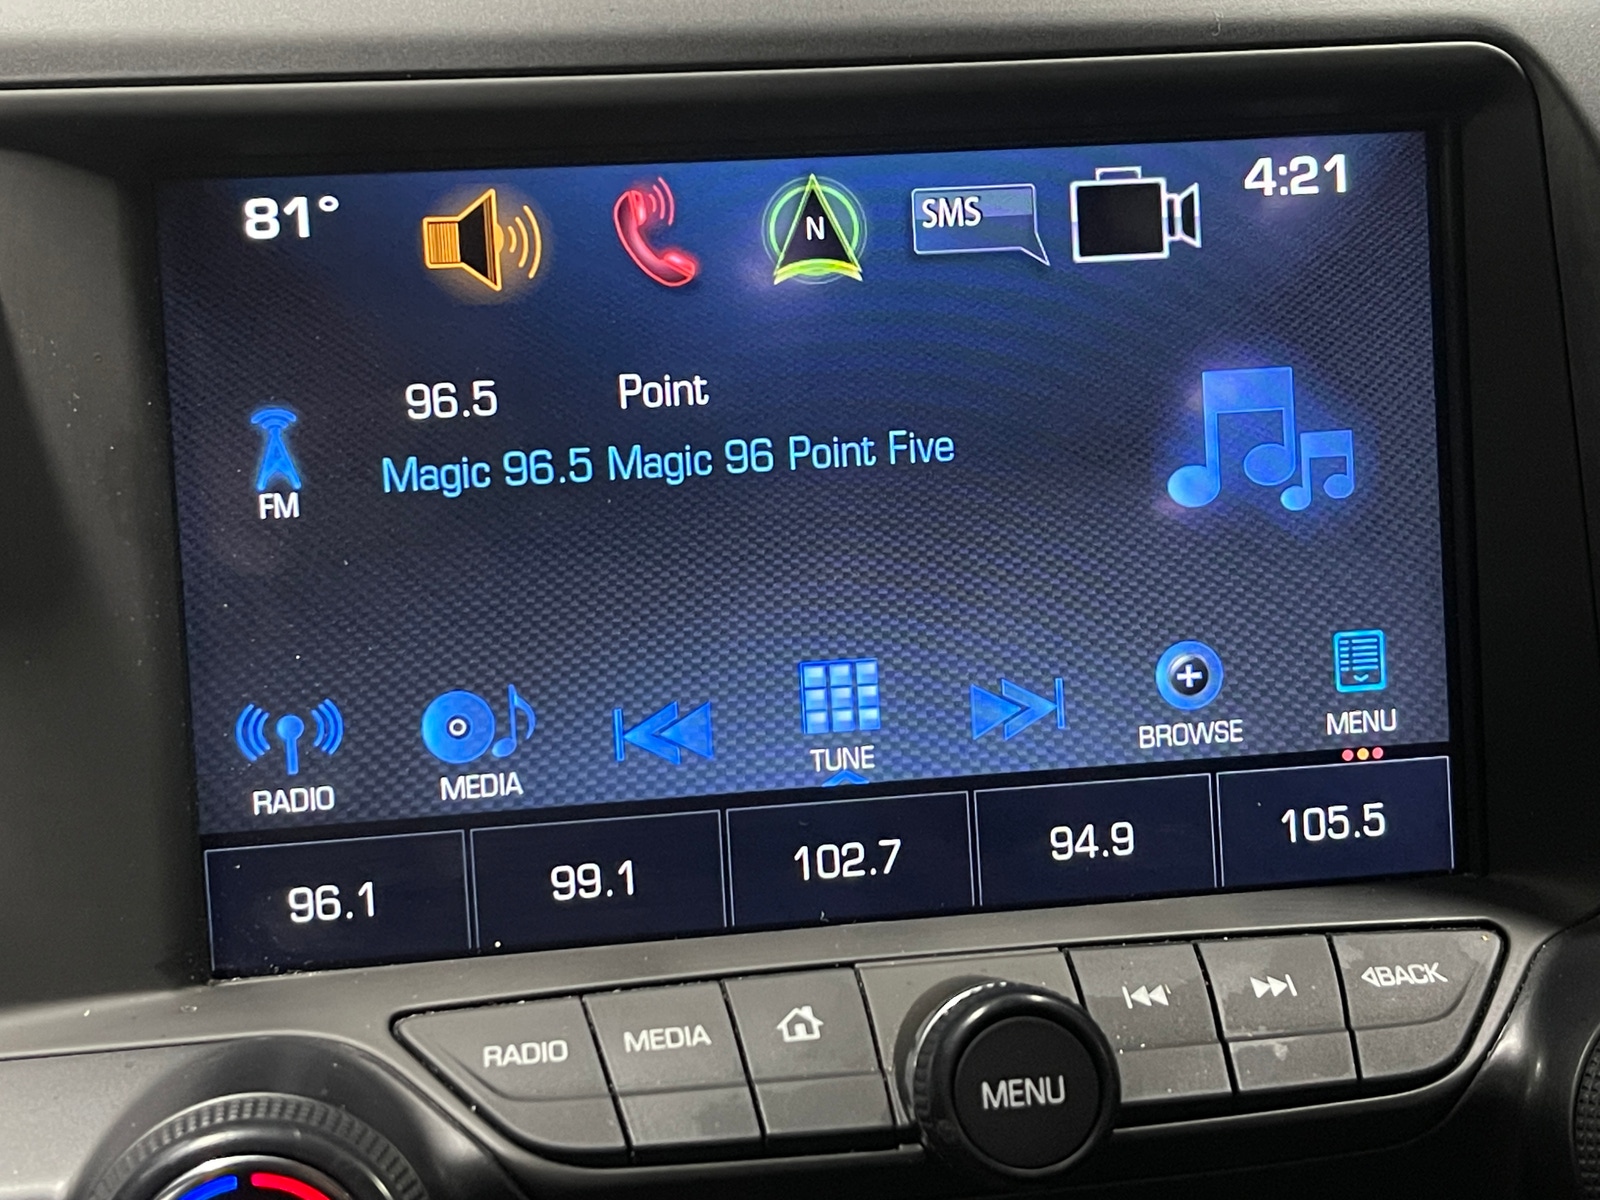 81°
N
SMS
4:21
96.5 Point
Magic 96.5 Magic 96 Point Five
FM
RADIO
MEDIA
TUNE
BROWSE
MENU
96.1
99.1
102.7
94.9
105.5
RADIO
MEDIA
MENU
BACK